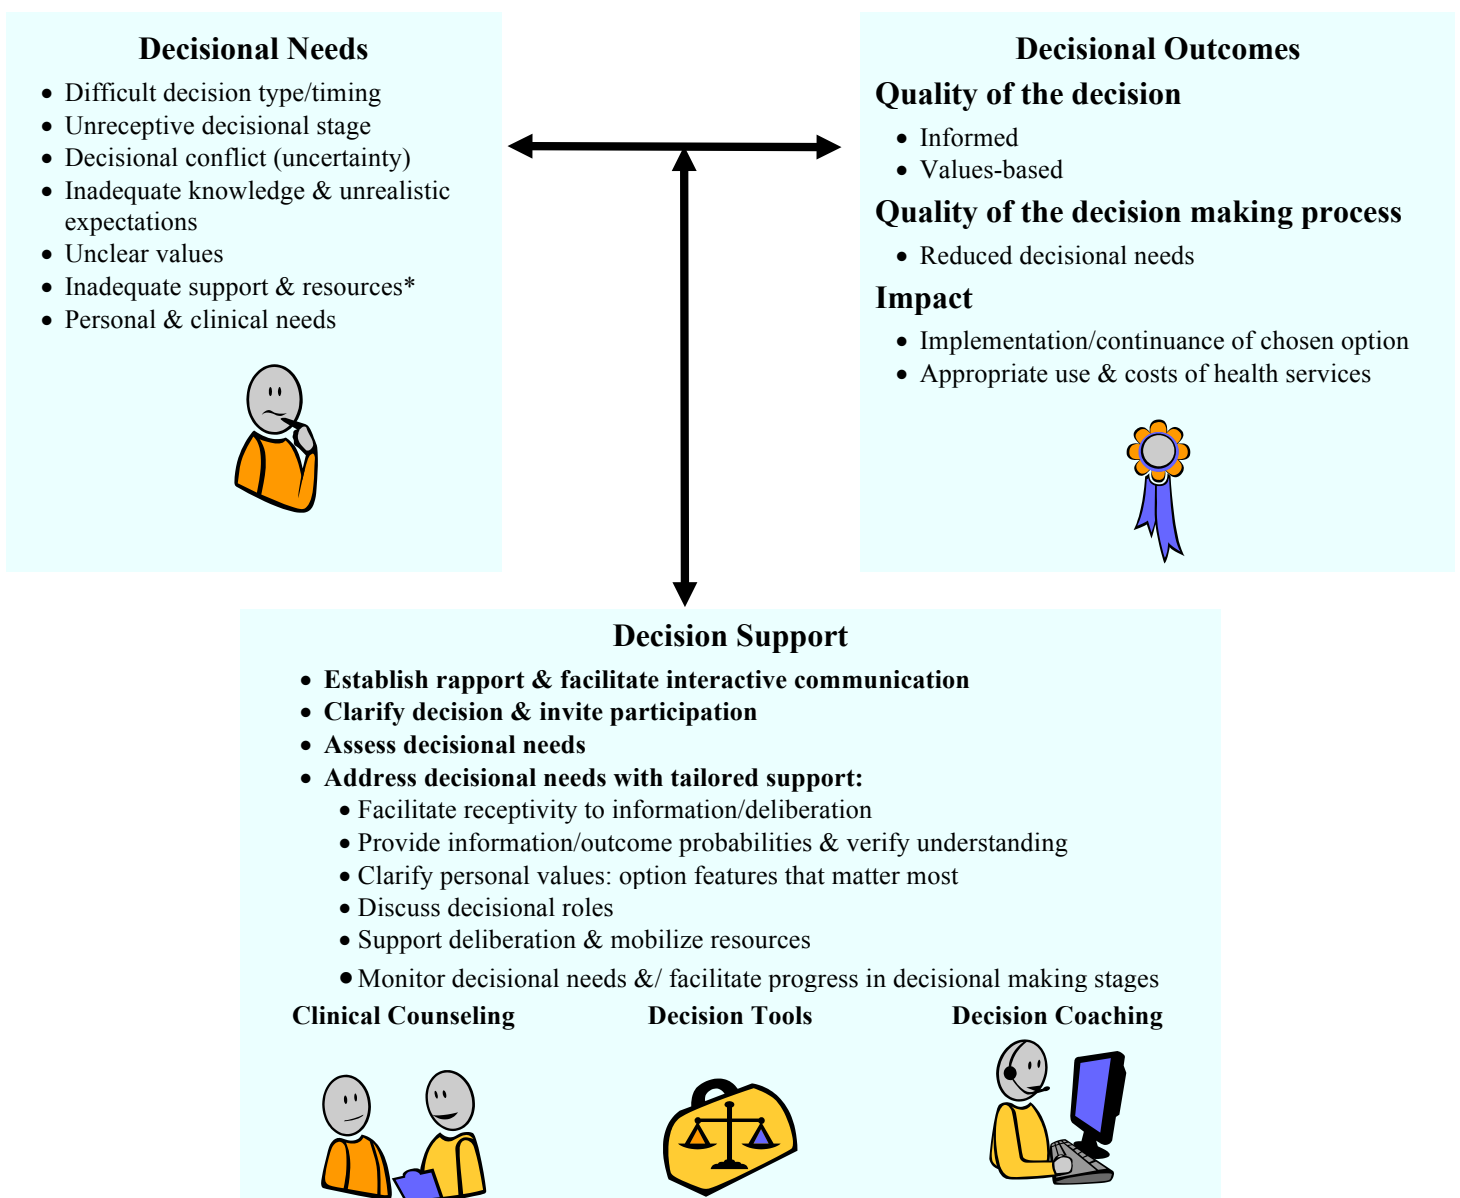 Decisional Needs
• Difficult decision type/timing
• Unreceptive decisional stage
• Decisional conflict (uncertainty)
• Inadequate knowledge & unrealistic
expectations
• Unclear values
• Inadequate support & resources*
• Personal & clinical needs
Decisional Outcomes
Quality of the decision
• Informed
• Values-based
Quality of the decision making process
• Reduced decisional needs
Impact
• Implementation/continuance of chosen option
• Appropriate use & costs of health services
Decision Support
• Establish rapport & facilitate interactive communication
• Clarify decision & invite participation
• Assess decisional needs
• Address decisional needs with tailored support:
• Facilitate receptivity to information/deliberation
• Provide information/outcome probabilities & verify understanding
• Clarify personal values: option features that matter most
• Discuss decisional roles
• Support deliberation & mobilize resources
• Monitor decisional needs &/ facilitate progress in decisional making stages
Clinical Counseling
Decision Tools
Decision Coaching